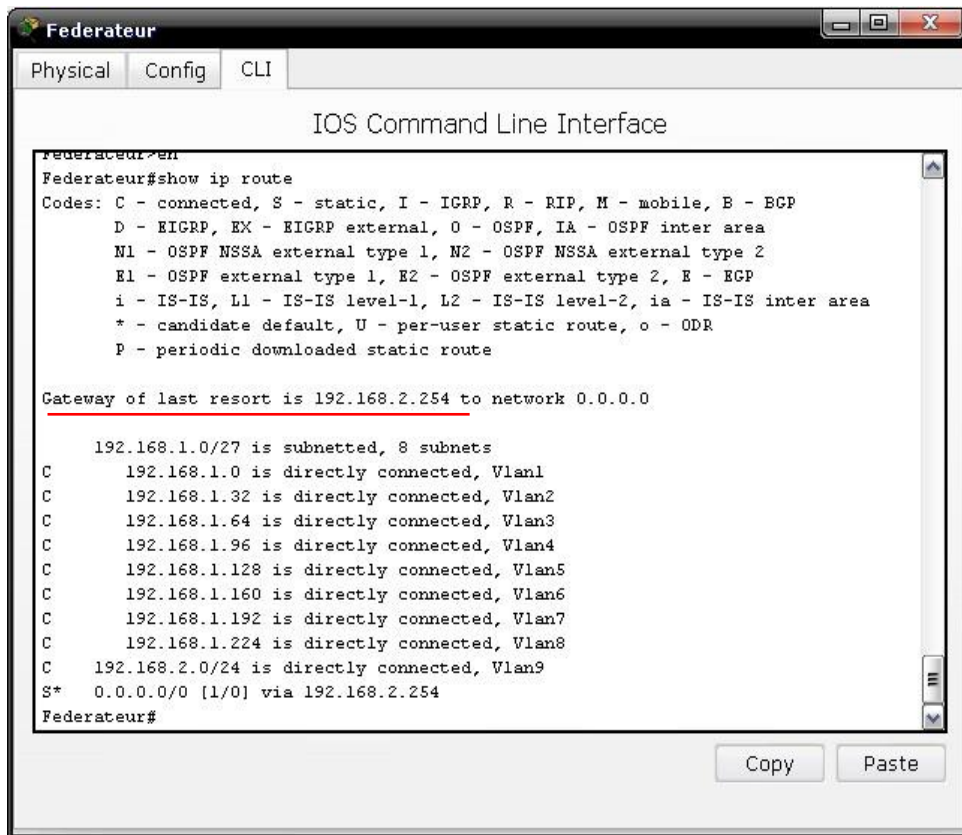 Federateur
Physical Config CLI
IOS Command Line Interface
Federateur>en
Federateur#show ip route
Codes: C - connected, S - static, I - IGRP, R - RIP, M - mobile, B - BGP
D - EIGRP, EX - EIGRP external, O - OSPF, IA - OSPF inter area
N1 - OSPF NSSA external type 1, N2 - OSPF NSSA external type 2
E1 - OSPF external type 1, E2 - OSPF external type 2, E - EGP
i - IS-IS, L1 - IS-IS level-1, L2 - IS-IS level-2, ia - IS-IS inter area
* - candidate default, U - per-user static route, o - ODR
P - periodic downloaded static route
Gateway of last resort is 192.168.2.254 to network 0.0.0.0
192.168.1.0/27 is subnetted, 8 subnets
C 192.168.1.0 is directly connected, Vlan1
C 192.168.1.32 is directly connected, Vlan2
C 192.168.1.64 is directly connected, Vlan3
C 192.168.1.96 is directly connected, Vlan4
C 192.168.1.128 is directly connected, Vlan5
C 192.168.1.160 is directly connected, Vlan6
C 192.168.1.192 is directly connected, Vlan7
C 192.168.1.224 is directly connected, Vlan8
C 192.168.2.0/24 is directly connected, Vlan9
S* 0.0.0.0/0 [1/0] via 192.168.2.254
Federateur#
Copy Paste